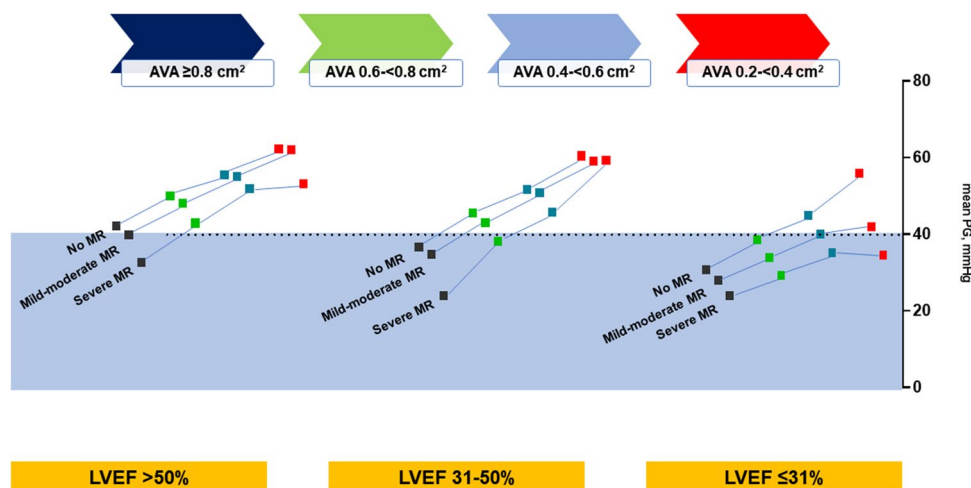 AVA ≥0.8 cm²
AVA 0.6-<0.8 cm²
AVA 0.4-<0.6 cm²
AVA 0.2-<0.4 cm²
80
60
40
20
0
mean PG, mmHg
No MR
Mild-moderate MR
Severe MR
No MR
Mild-moderate MR
Severe MR
No MR
Mild-moderate MR
Severe MR
LVEF >50%
LVEF 31-50%
LVEF ≤31%